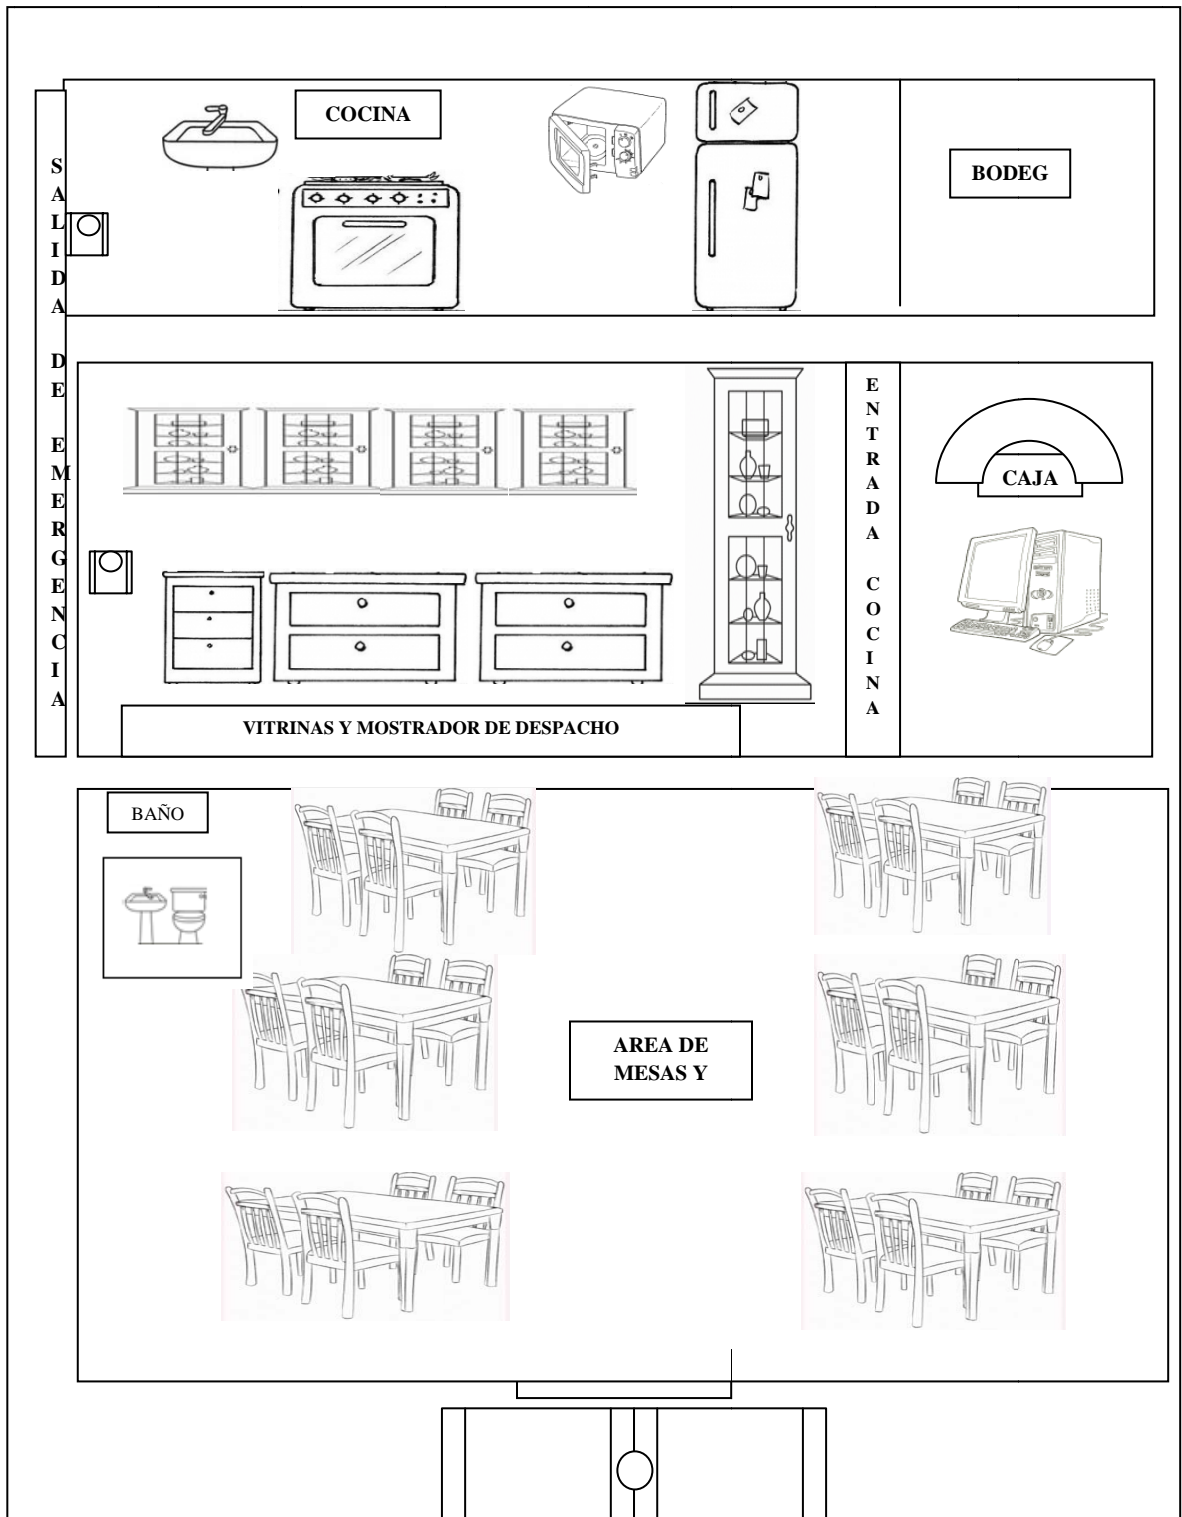 COCINA
BODEG
SALIDA DE EMERGENCIA
ENTRADA COCINA
CAJA
VITRINAS Y MOSTRADOR DE DESPACHO
BAÑO
AREA DE
MESAS Y